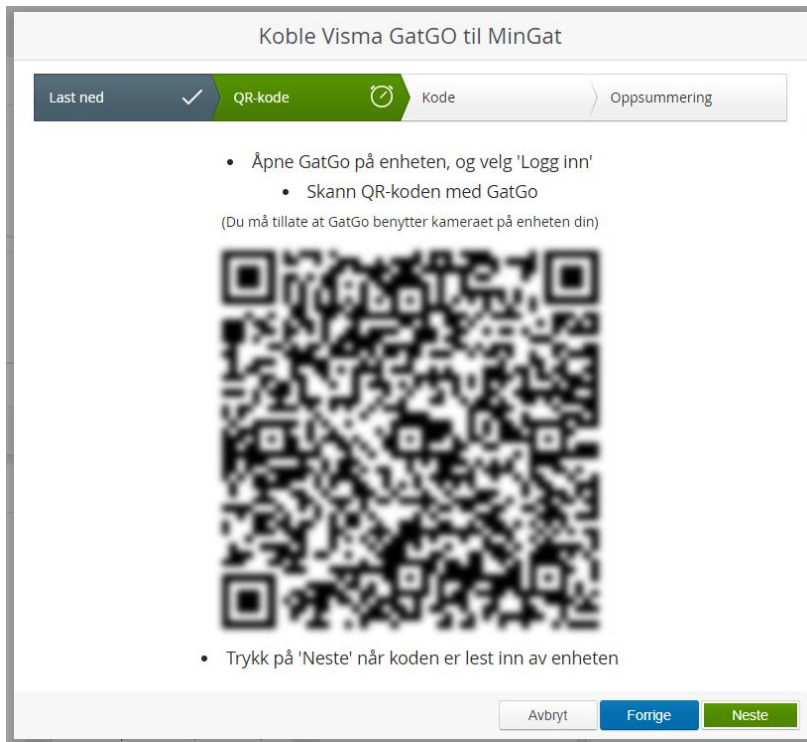 Koble Visma GatGO til MinGat
Last ned
QR-kode
Kode
Oppsummering
• Åpne GatGo på enheten, og velg 'Logg inn'
• Skann QR-koden med GatGo
(Du må tillate at GatGo benytter kameraet på enheten din)
• Trykk på 'Neste' når koden er lest inn av enheten
Avbryt
Forrige
Neste